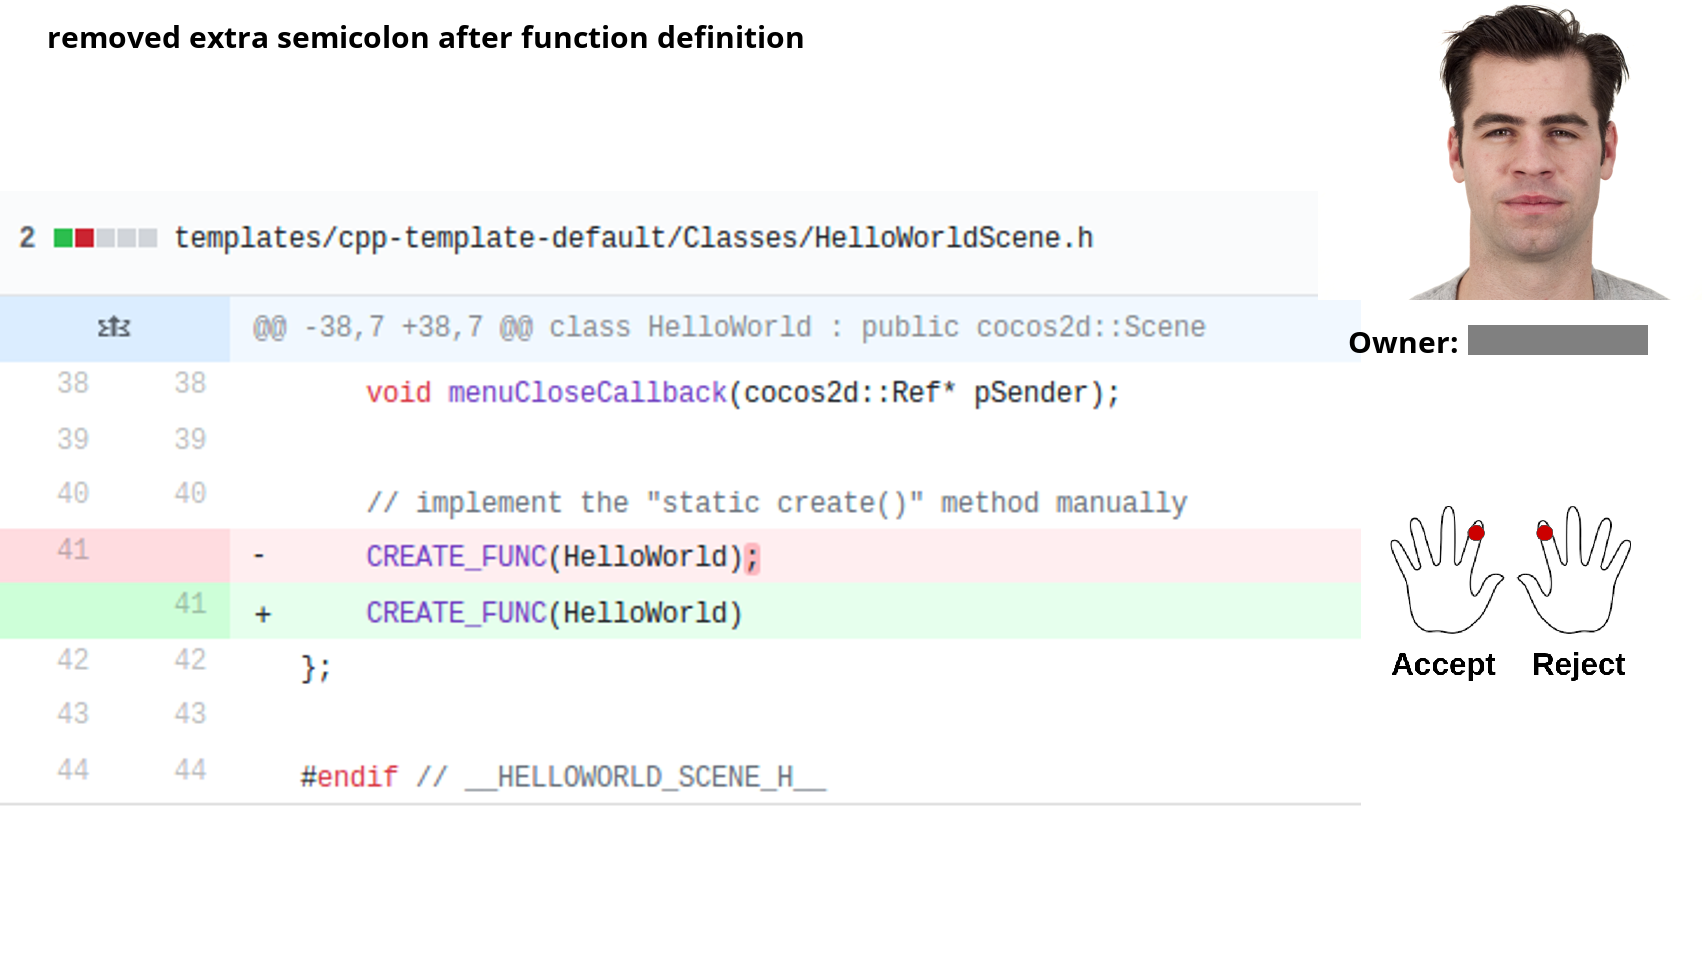 removed extra semicolon after function definition
2 templates/cpp-template-default/Classes/HelloWorldScene.h
@@ -38,7 +38,7 @@ class HelloWorld : public cocos2d::Scene
Owner:
38 38 void menuCloseCallback(cocos2d::Ref* pSender);
39 39
40 40 // implement the "static create()" method manually
41 - CREATE_FUNC(HelloWorld);
41 + CREATE_FUNC(HelloWorld)
42 42 };
43 43
44 44 #endif // __HELLOWORLD_SCENE_H__
Accept Reject